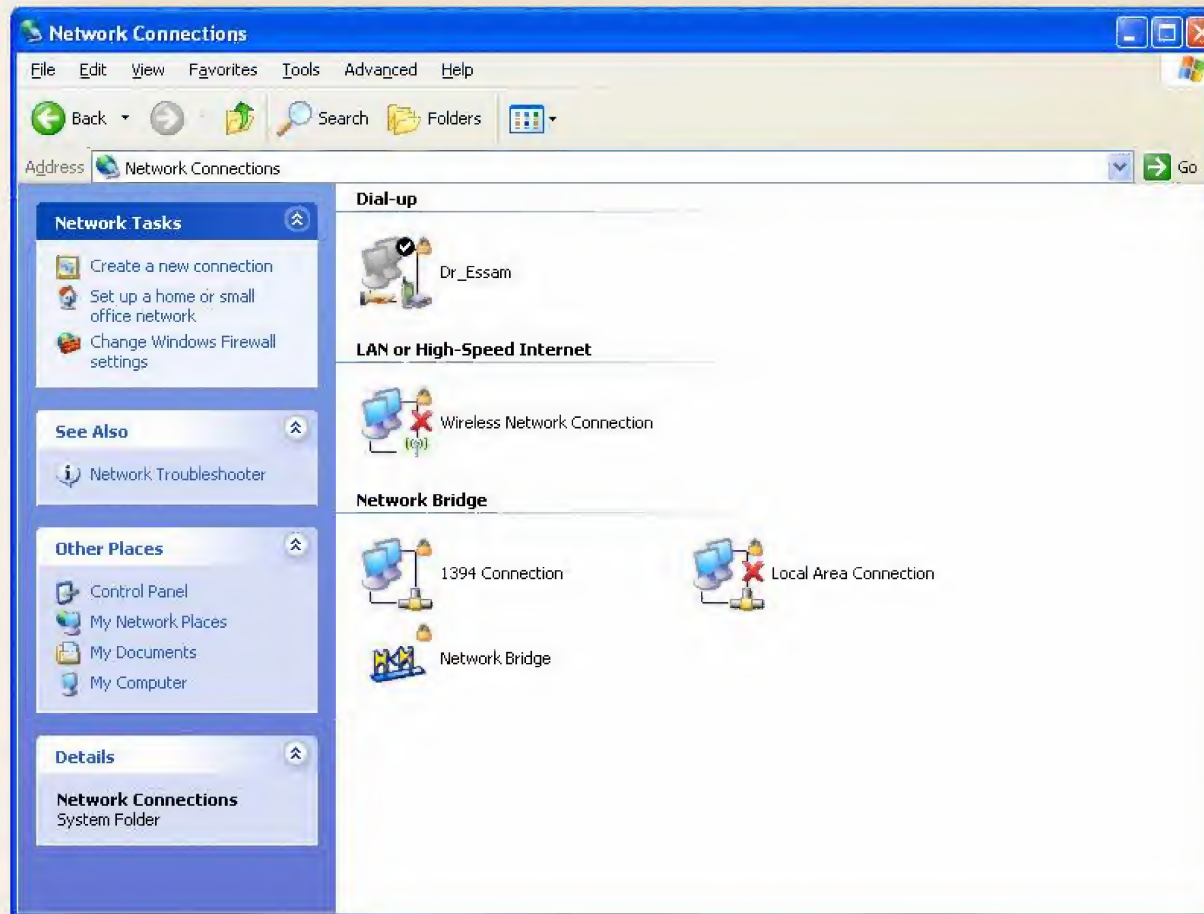 Network Connections
File Edit View Favorites Tools Advanced Help
Back Search Folders
Address Network Connections Go
Network Tasks
Create a new connection
Set up a home or small
office network
Change Windows Firewall
settings
See Also
Network Troubleshooter
Other Places
Control Panel
My Network Places
My Documents
My Computer
Details
Network Connections
System Folder
Dial-up
Dr_Essam
LAN or High-Speed Internet
Wireless Network Connection
Network Bridge
1394 Connection Local Area Connection
Network Bridge